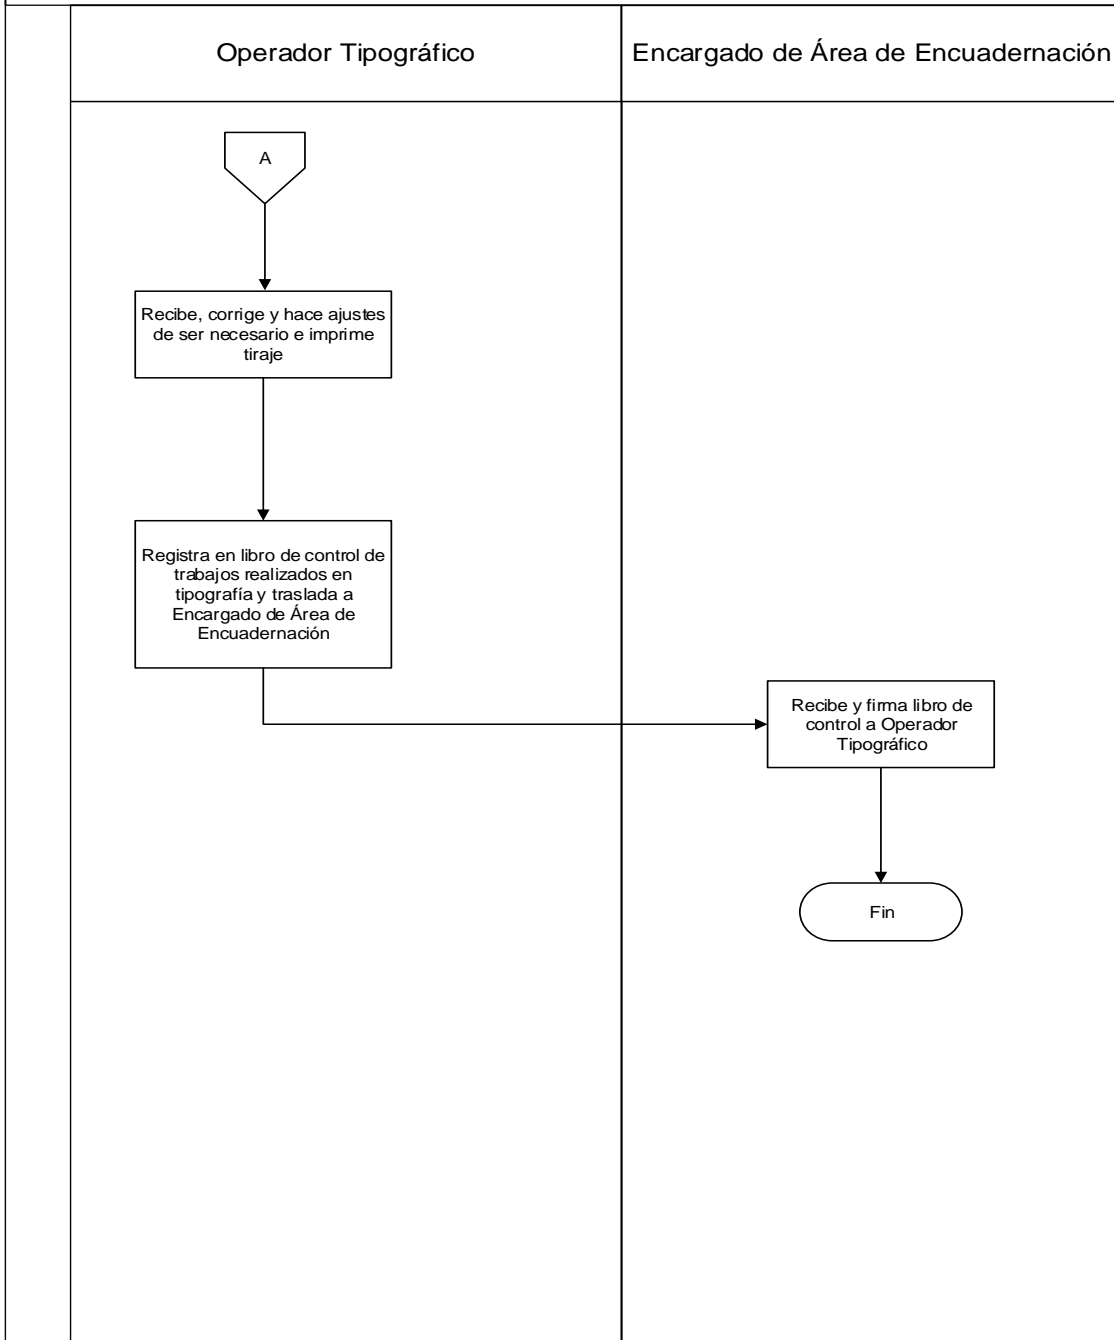 Operador Tipográfico
Encargado de Área de Encuadernación
A
Recibe, corrige y hace ajustes
de ser necesario e imprime
tiraje
Registra en libro de control de
trabajos realizados en
tipografía y traslada a
Encargado de Área de
Encuadernación
Recibe y firma libro de
control a Operador
Tipográfico
Fin